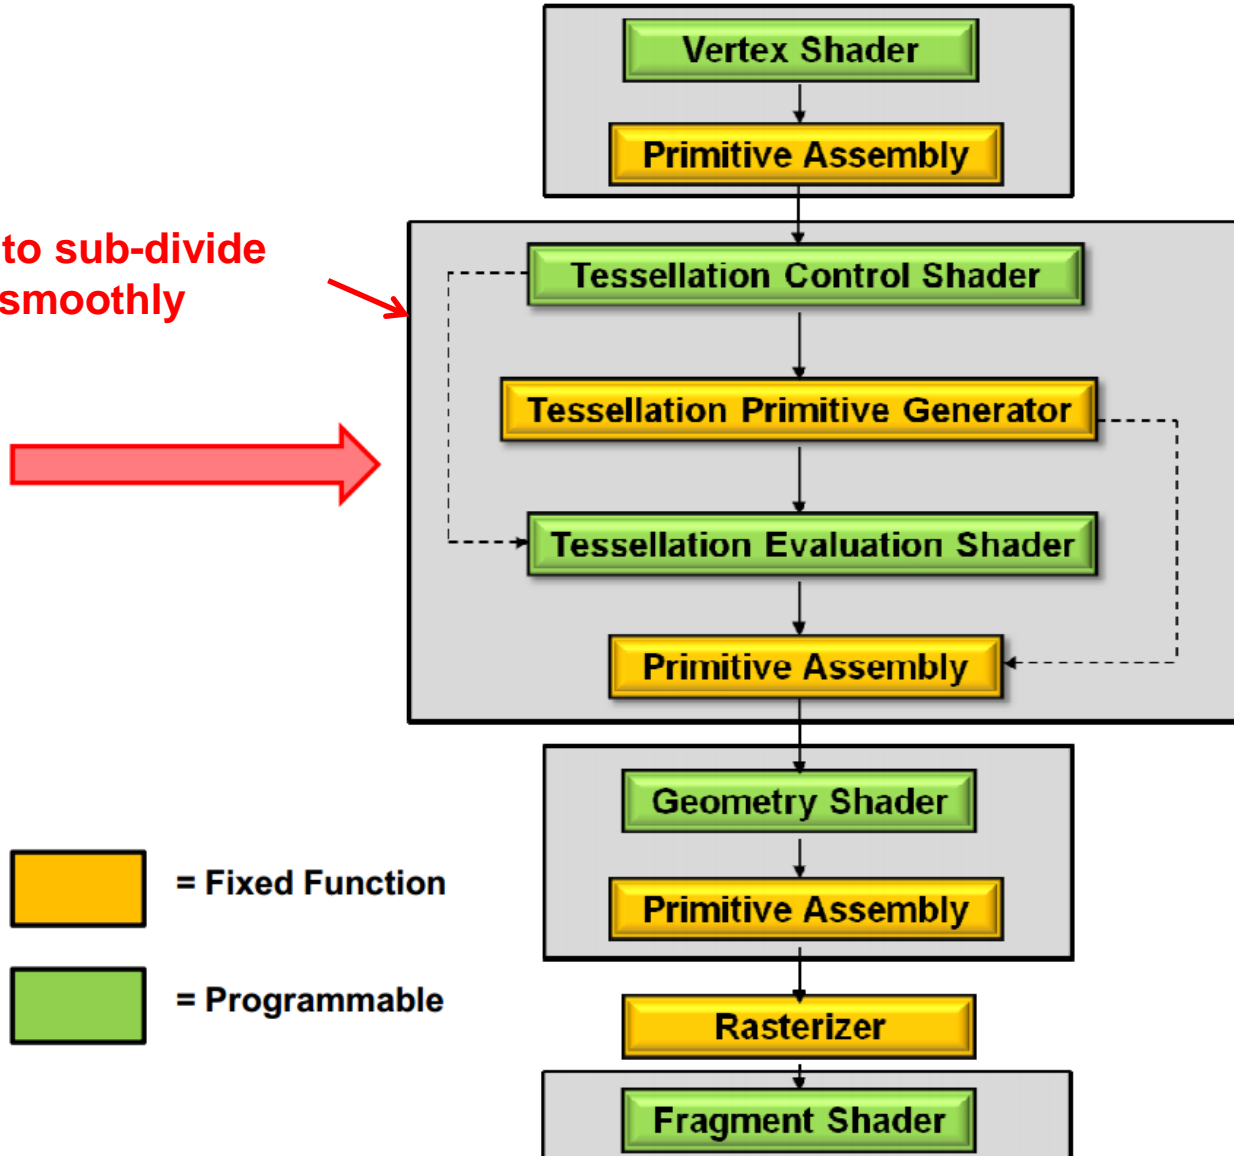 Vertex Shader
Primitive Assembly
to sub-divide
smoothly
Tessellation Control Shader
Tessellation Primitive Generator
Tessellation Evaluation Shader
Primitive Assembly
Geometry Shader
= Fixed Function
Primitive Assembly
= Programmable
Rasterizer
Fragment Shader